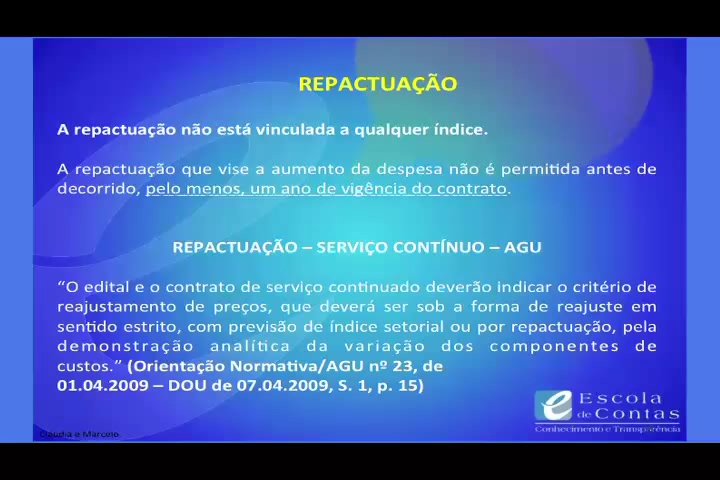 REPACTUAÇÃO
A repactuação não está vinculada a qualquer índice.
A repactuação que vise a aumento da despesa não é permitida antes de
decorrido, pelo menos, um ano de vigência do contrato.
REPACTUAÇÃO – SERVIÇO CONTÍNUO – AGU
“O edital e o contrato de serviço continuado deverão indicar o critério de
reajustamento de preços, que deverá ser sob a forma de reajuste em
sentido estrito, com previsão de índice setorial ou por repactuação, pela
demonstração analítica da variação dos componentes de
custos.” (Orientação Normativa/AGU nº 23, de
01.04.2009 – DOU de 07.04.2009, S. 1, p. 15)
Escola
de Contas
Conhecimento e Transparência
Cláudia e Marcelo